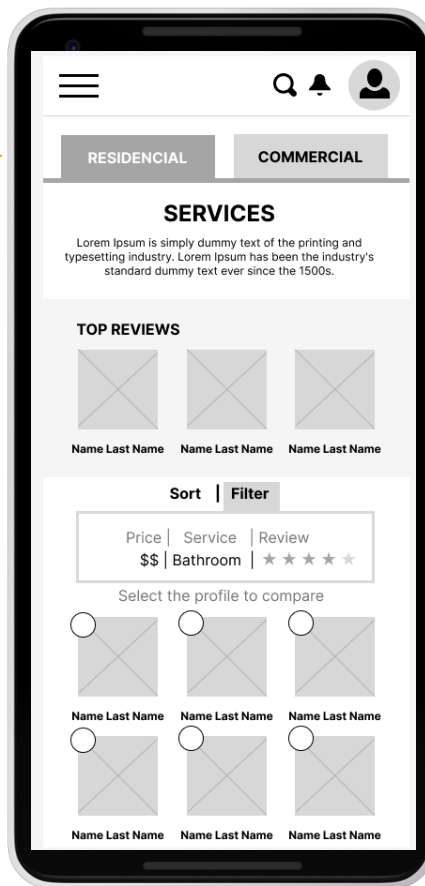 RESIDENCIAL COMMERCIAL
SERVICES
Lorem Ipsum is simply dummy text of the printing and
typesetting industry. Lorem Ipsum has been the industry's
standard dummy text ever since the 1500s.
TOP REVIEWS
Name Last Name Name Last Name Name Last Name
Sort | Filter
Price | Service | Review
$$ | Bathroom | ★ ★ ★ ★ ★
Select the profile to compare
Name Last Name Name Last Name Name Last Name
Name Last Name Name Last Name Name Last Name